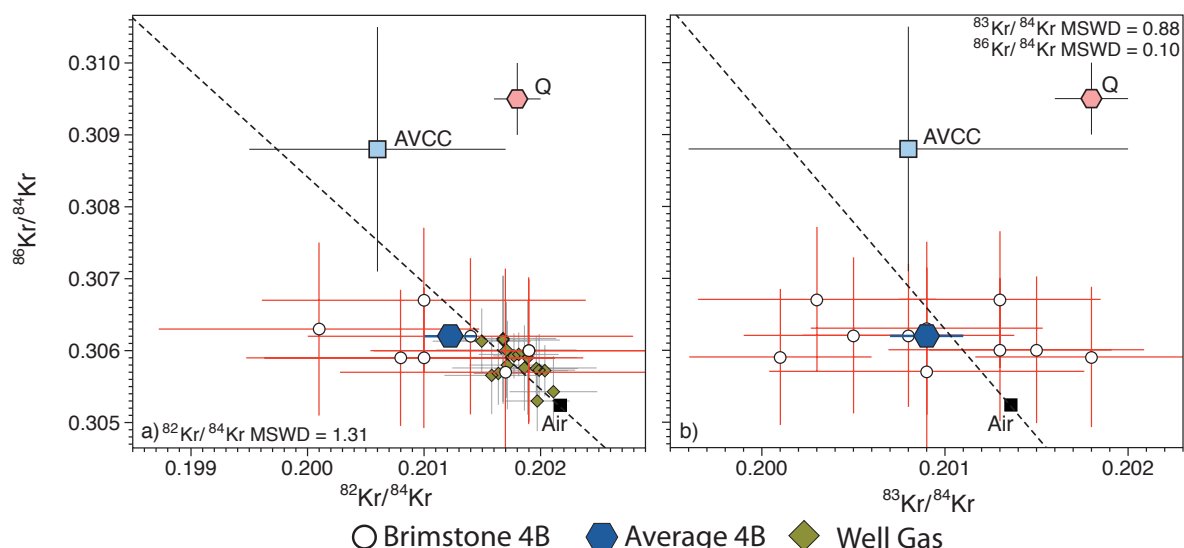 ⁸³Kr/ ⁸⁴Kr MSWD = 0.88
⁸⁶Kr/ ⁸⁴Kr MSWD = 0.10
0.310
0.309
0.308
0.307
0.306
0.305
⁸⁶Kr/⁸⁴Kr
Q
AVCC
Air
a) ⁸²Kr/ ⁸⁴Kr MSWD = 1.31
0.199 0.200 0.201 0.202
⁸²Kr/⁸⁴Kr
Q
AVCC
Air
b)
0.200 0.201 0.202
⁸³Kr/⁸⁴Kr
Brimstone 4B Average 4B Well Gas